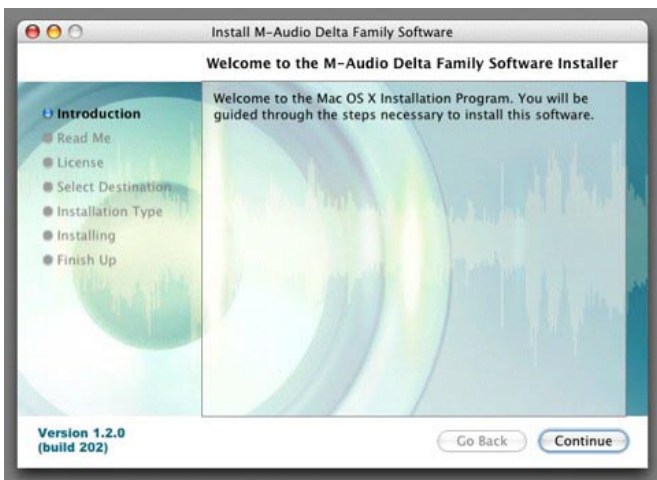 Install M-Audio Delta Family Software
Welcome to the M-Audio Delta Family Software Installer
Introduction
Read Me
License
Select Destination
Installation Type
Installing
Finish Up
Welcome to the Mac OS X Installation Program. You will be
guided through the steps necessary to install this software.
Version 1.2.0
(build 202)
Go Back
Continue